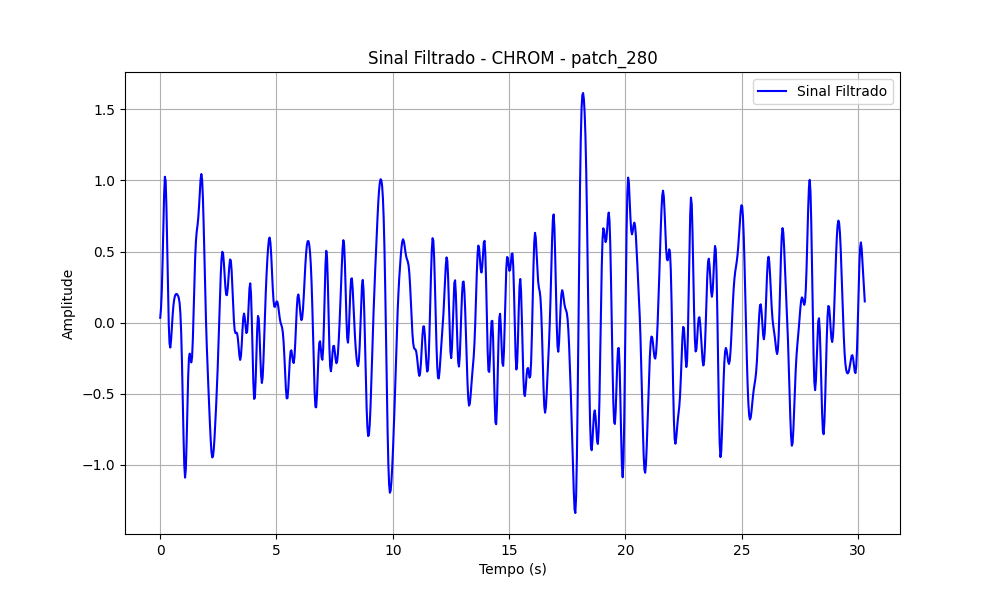 Sinal Filtrado - CHROM - patch_280
Sinal Filtrado
1.5
1.0
0.5
0.0
−0.5
−1.0
Amplitude
0 5 10 15 20 25 30
Tempo (s)